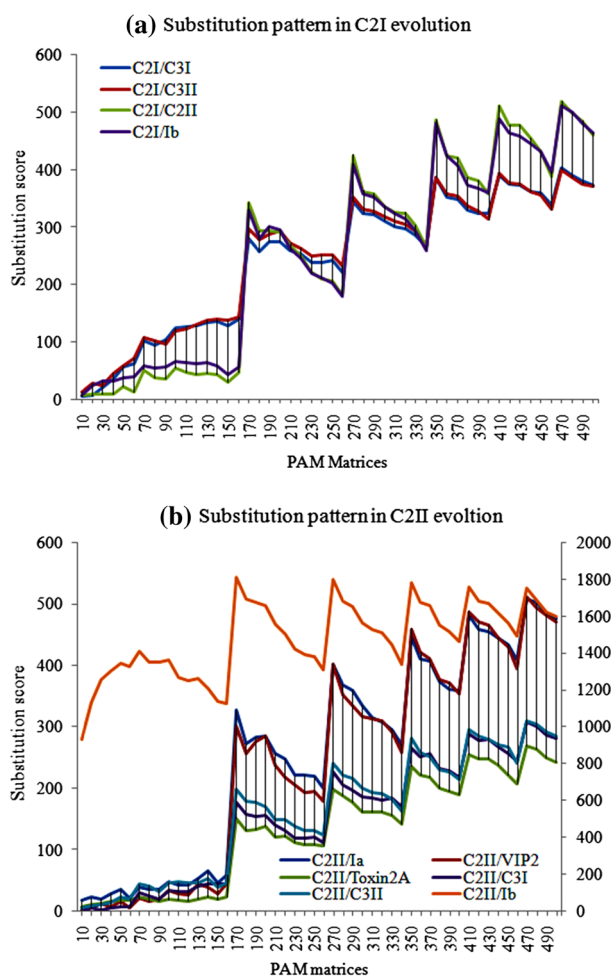 (a) Substitution pattern in C2I evolution
600
500
400
300
200
100
0
Substitution score
C2I/C3I
C2I/C3II
C2I/C2II
C2I/Ib
10 30 50 70 90 110 130 150 170 190 210 230 250 270 290 310 330 350 370 390 410 430 450 470 490
PAM Matrices
(b) Substitution pattern in C2II evoltion
600
500
400
300
200
100
0
Substitution score
2000
1800
1600
1400
1200
1000
800
600
400
200
0
C2II/Ia C2II/VIP2
C2II/Toxin2A C2II/C3I
C2II/C3II C2II/Ib
10 30 50 70 90 110 130 150 170 190 210 230 250 270 290 310 330 350 370 390 410 430 450 470 490
PAM matrices